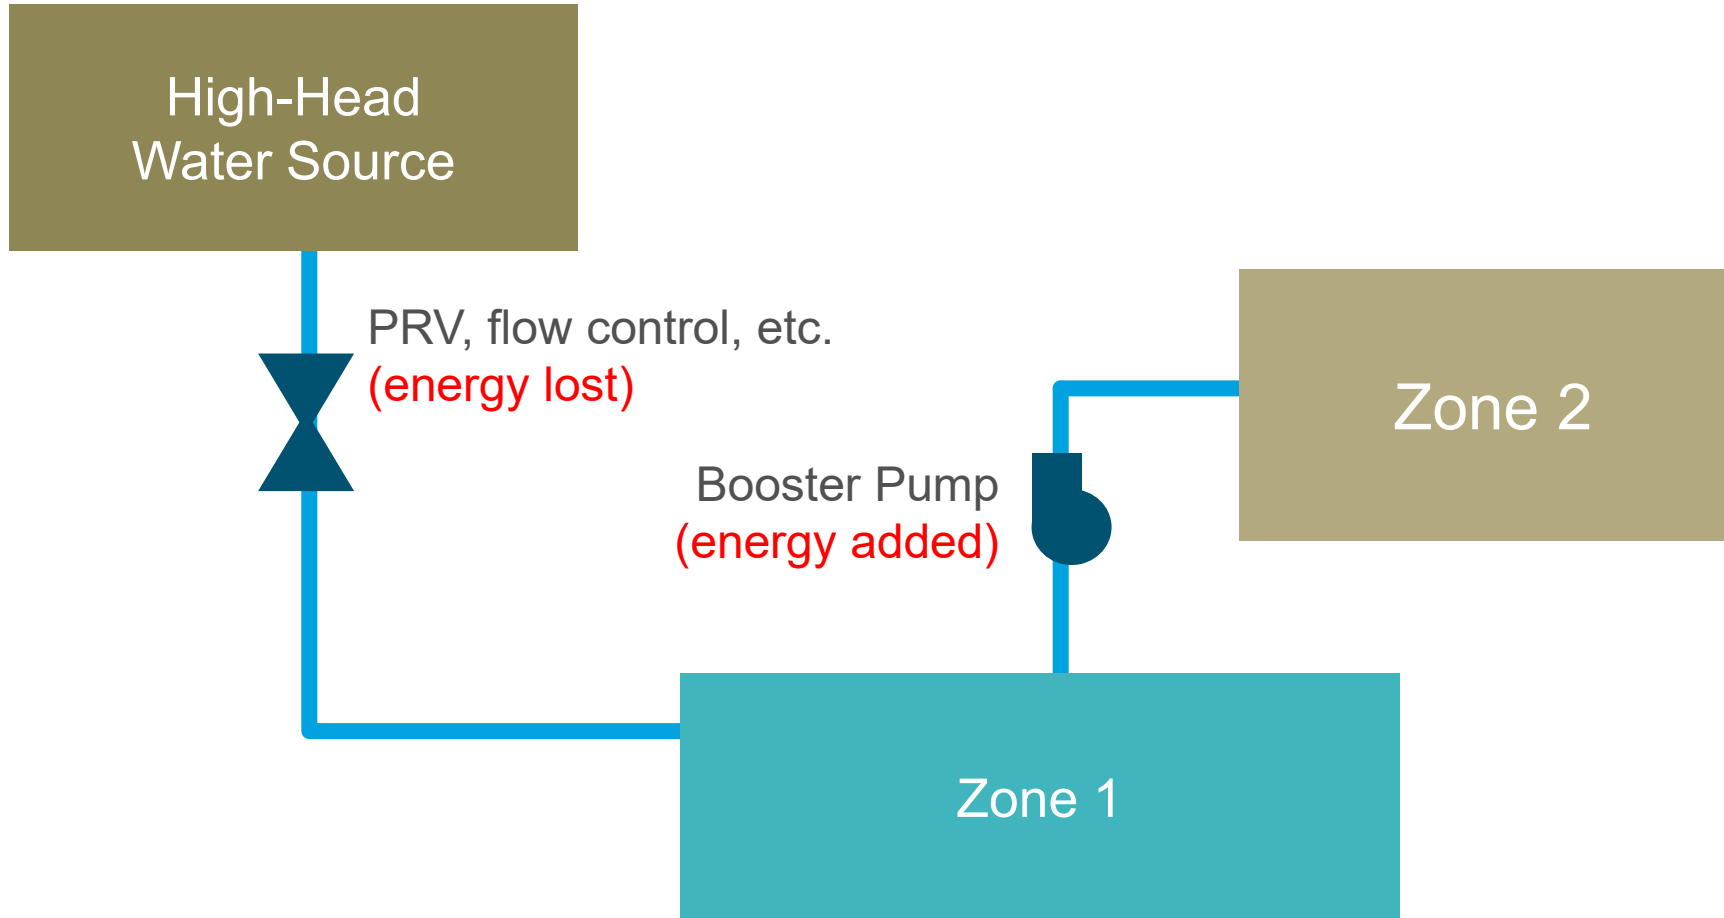 High-Head
Water Source
PRV, flow control, etc.
(energy lost)
Zone 2
Booster Pump
(energy added)
Zone 1